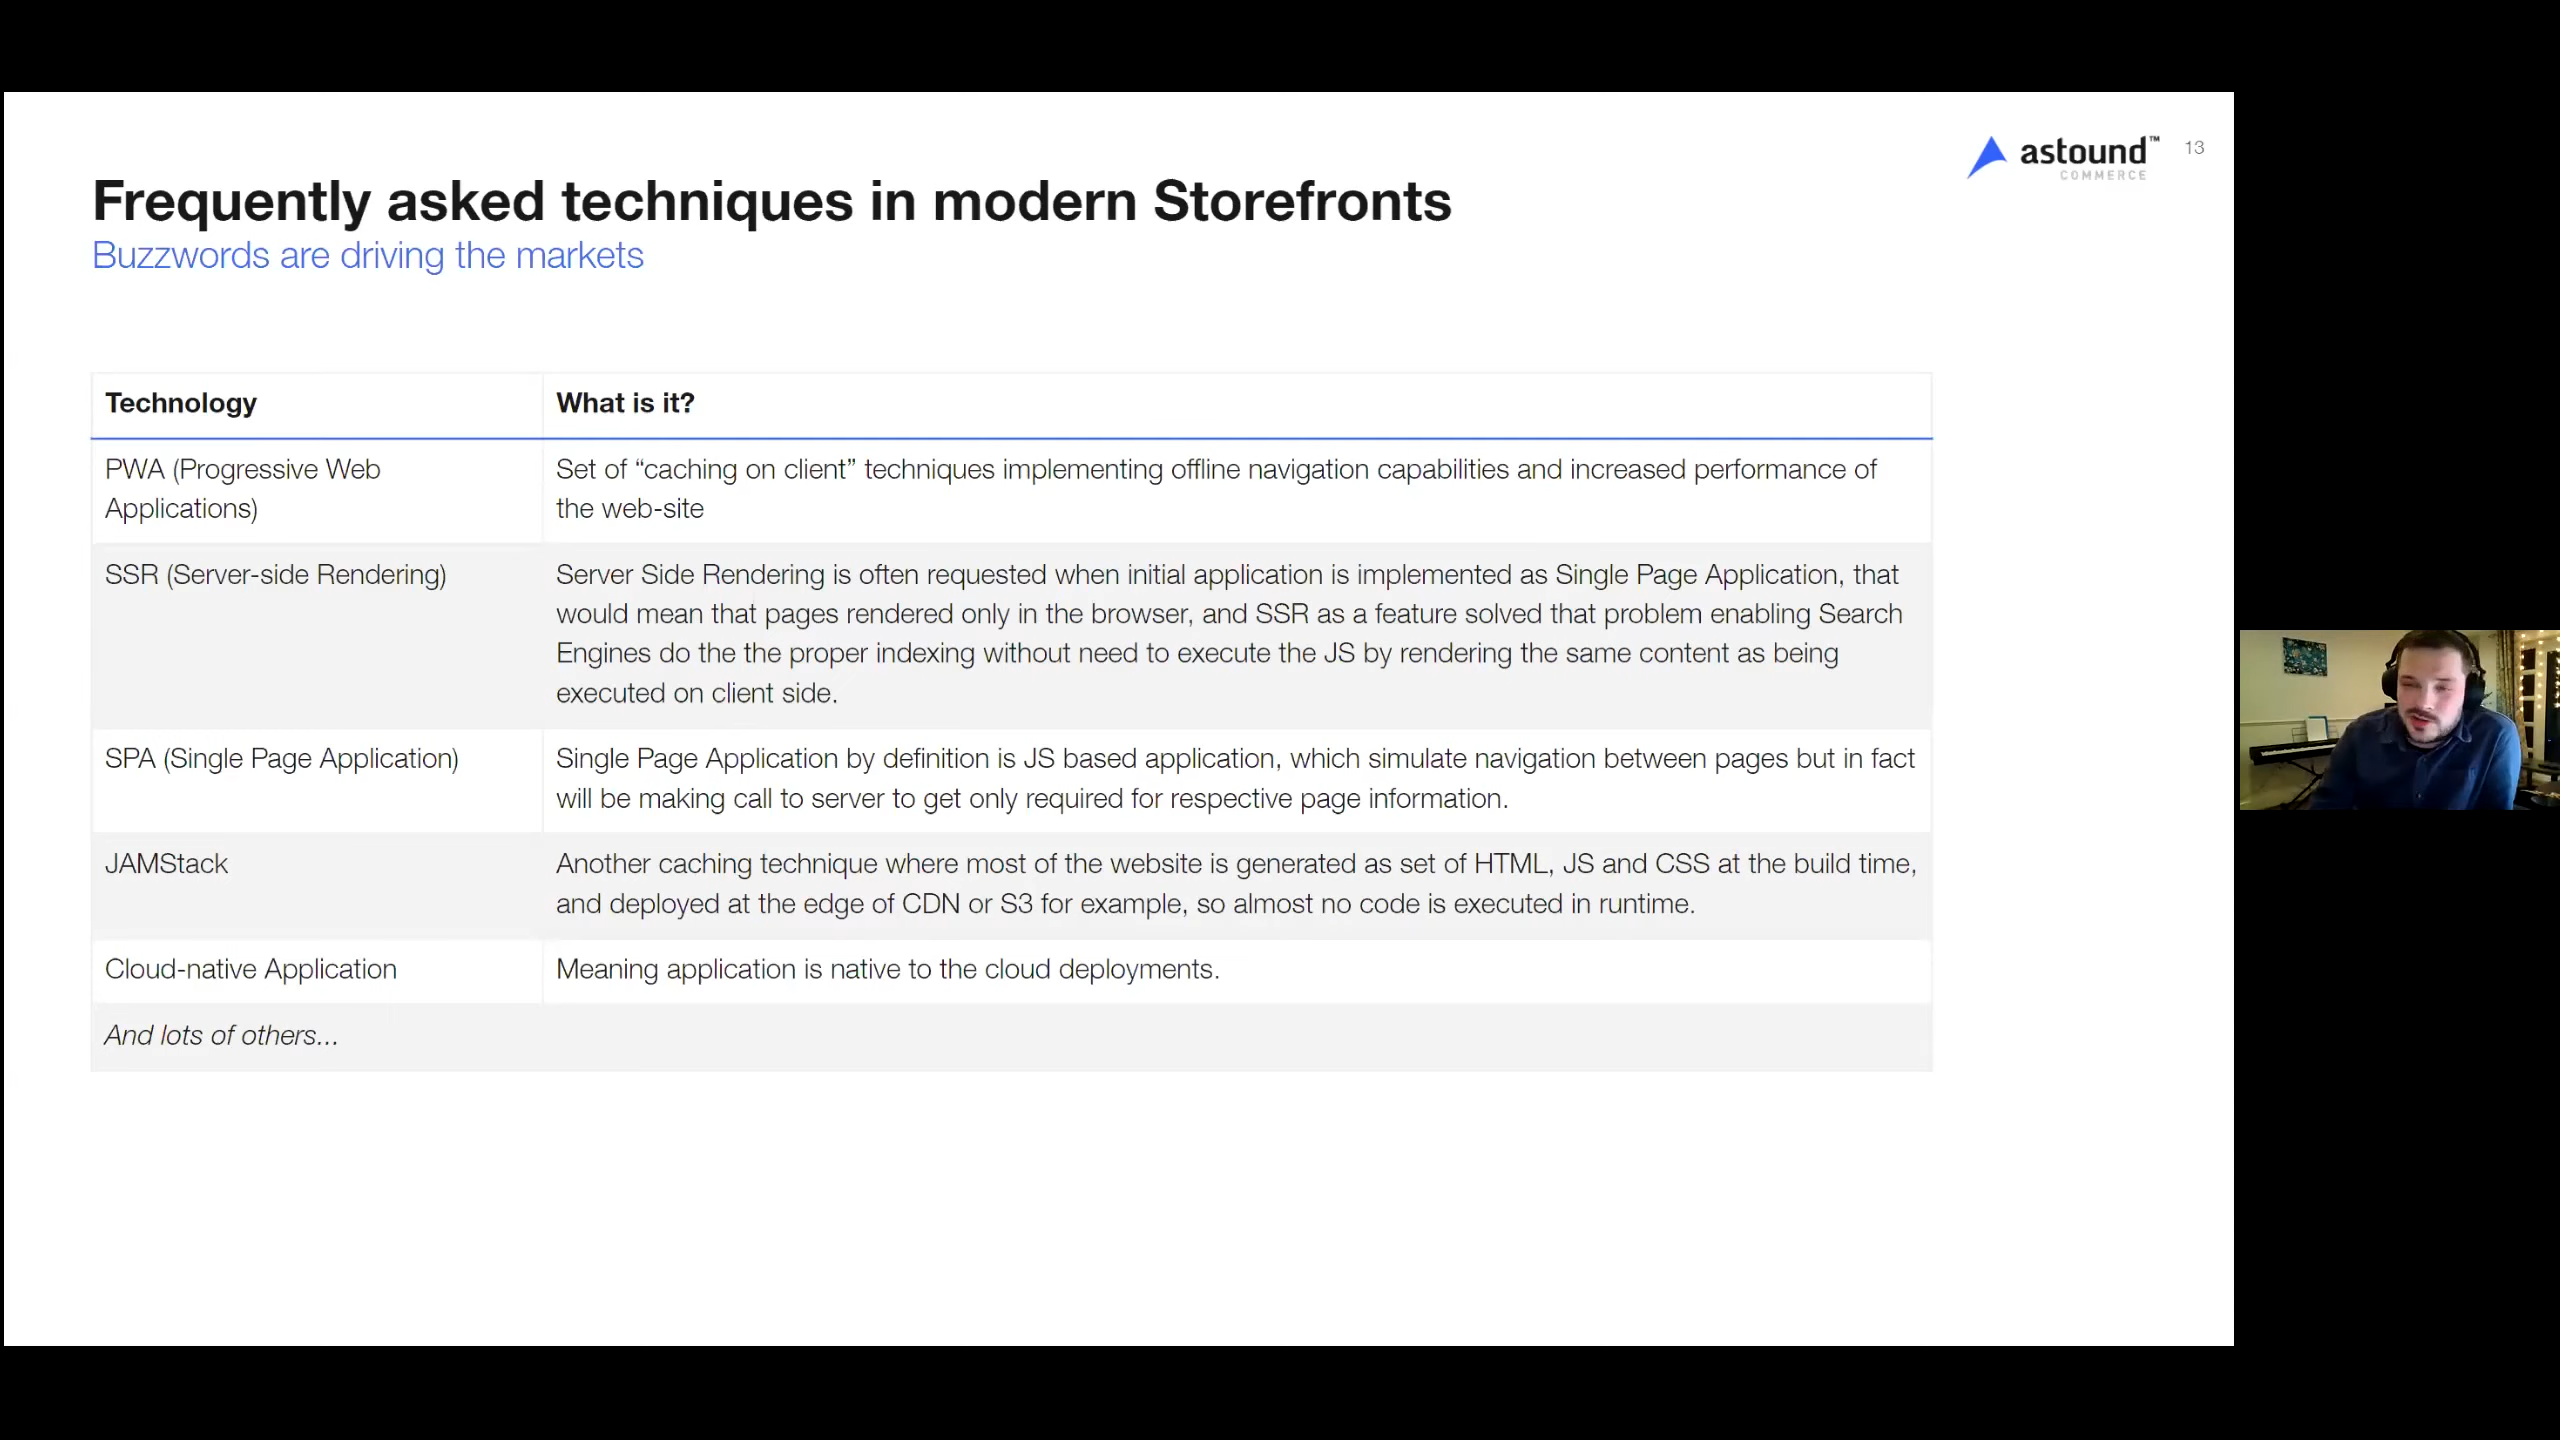 astound™
COMMERCE
13
Frequently asked techniques in modern Storefronts
Buzzwords are driving the markets
Technology
What is it?
PWA (Progressive Web
Applications)
Set of “caching on client” techniques implementing offline navigation capabilities and increased performance of
the web-site
SSR (Server-side Rendering)
Server Side Rendering is often requested when initial application is implemented as Single Page Application, that
would mean that pages rendered only in the browser, and SSR as a feature solved that problem enabling Search
Engines do the the proper indexing without need to execute the JS by rendering the same content as being
executed on client side.
SPA (Single Page Application)
Single Page Application by definition is JS based application, which simulate navigation between pages but in fact
will be making call to server to get only required for respective page information.
JAMStack
Another caching technique where most of the website is generated as set of HTML, JS and CSS at the build time,
and deployed at the edge of CDN or S3 for example, so almost no code is executed in runtime.
Cloud-native Application
Meaning application is native to the cloud deployments.
And lots of others...